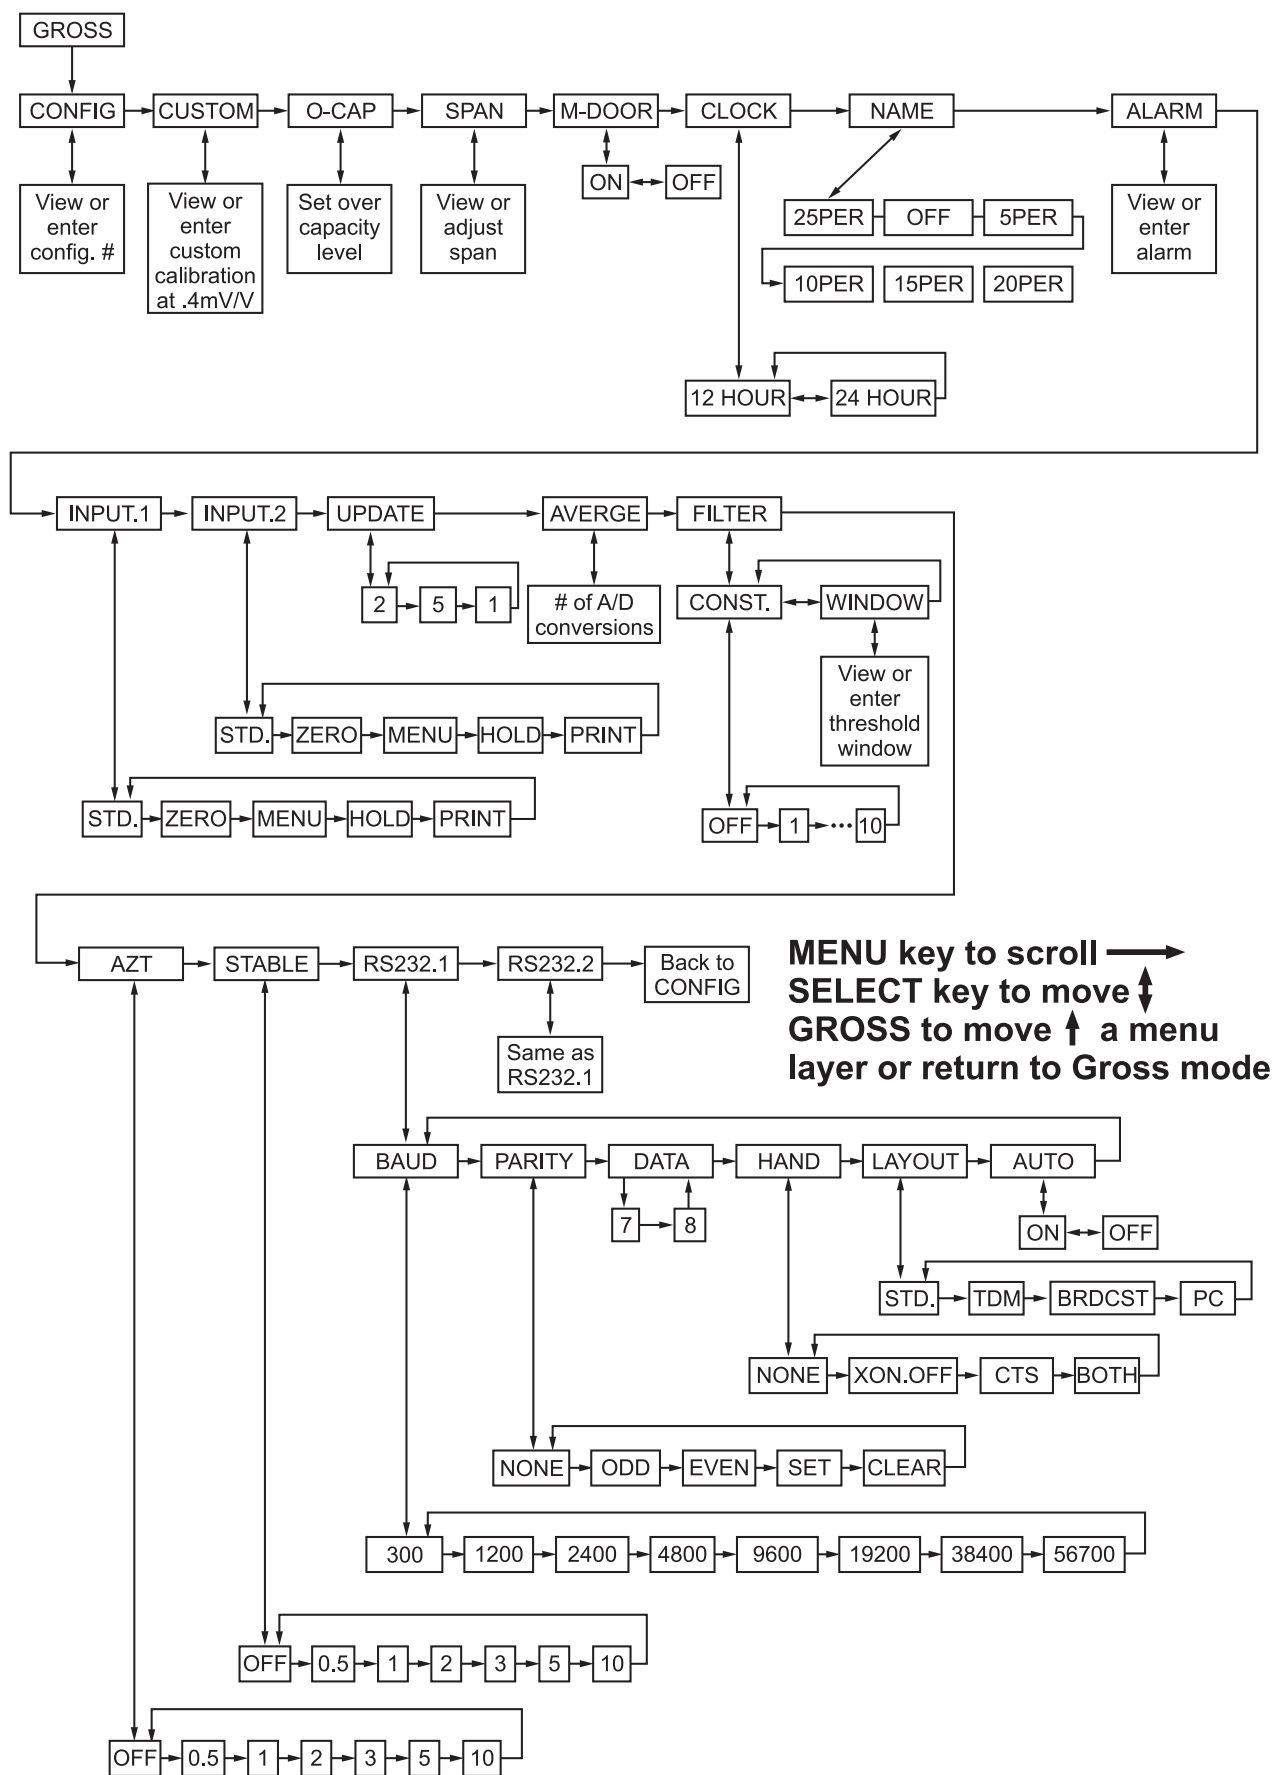 GROSS
CONFIG
CUSTOM
O-CAP
SPAN
M-DOOR
CLOCK
NAME
ALARM
View or
enter
config. #
View or
enter
custom
calibration
at .4mV/V
Set over
capacity
level
View or
adjust
span
ON
OFF
25PER
OFF
5PER
10PER
15PER
20PER
View or
enter
alarm
12 HOUR
24 HOUR
INPUT.1
INPUT.2
UPDATE
AVERGE
FILTER
2
5
1
# of A/D
conversions
CONST.
WINDOW
View or
enter
threshold
window
STD.
ZERO
MENU
HOLD
PRINT
STD.
ZERO
MENU
HOLD
PRINT
OFF
1
•••
10
AZT
STABLE
RS232.1
RS232.2
Back to
CONFIG
MENU key to scroll
SELECT key to move
GROSS to move a menu
layer or return to Gross mode
Same as
RS232.1
BAUD
PARITY
DATA
HAND
LAYOUT
AUTO
7
8
ON
OFF
STD.
TDM
BRDCST
PC
NONE
XON.OFF
CTS
BOTH
NONE
ODD
EVEN
SET
CLEAR
300
1200
2400
4800
9600
19200
38400
56700
OFF
0.5
1
2
3
5
10
OFF
0.5
1
2
3
5
10